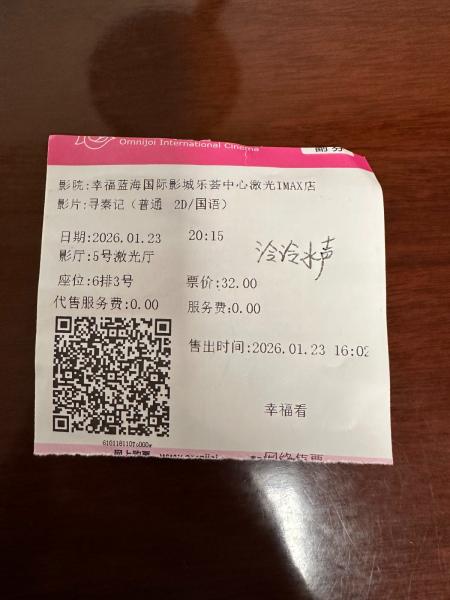 Omnijoi International Cinema
副券
影院:幸福蓝海国际影城乐荟中心激光IMAX店
影片:寻秦记（普通 2D/国语）
日期:2026.01.23 20:15
影厅:5号激光厅
泠泠水声
座位:6排3号 票价:32.00
代售服务费:0.00 服务费:0.00
售出时间:2026.01.23 16:02
幸福看